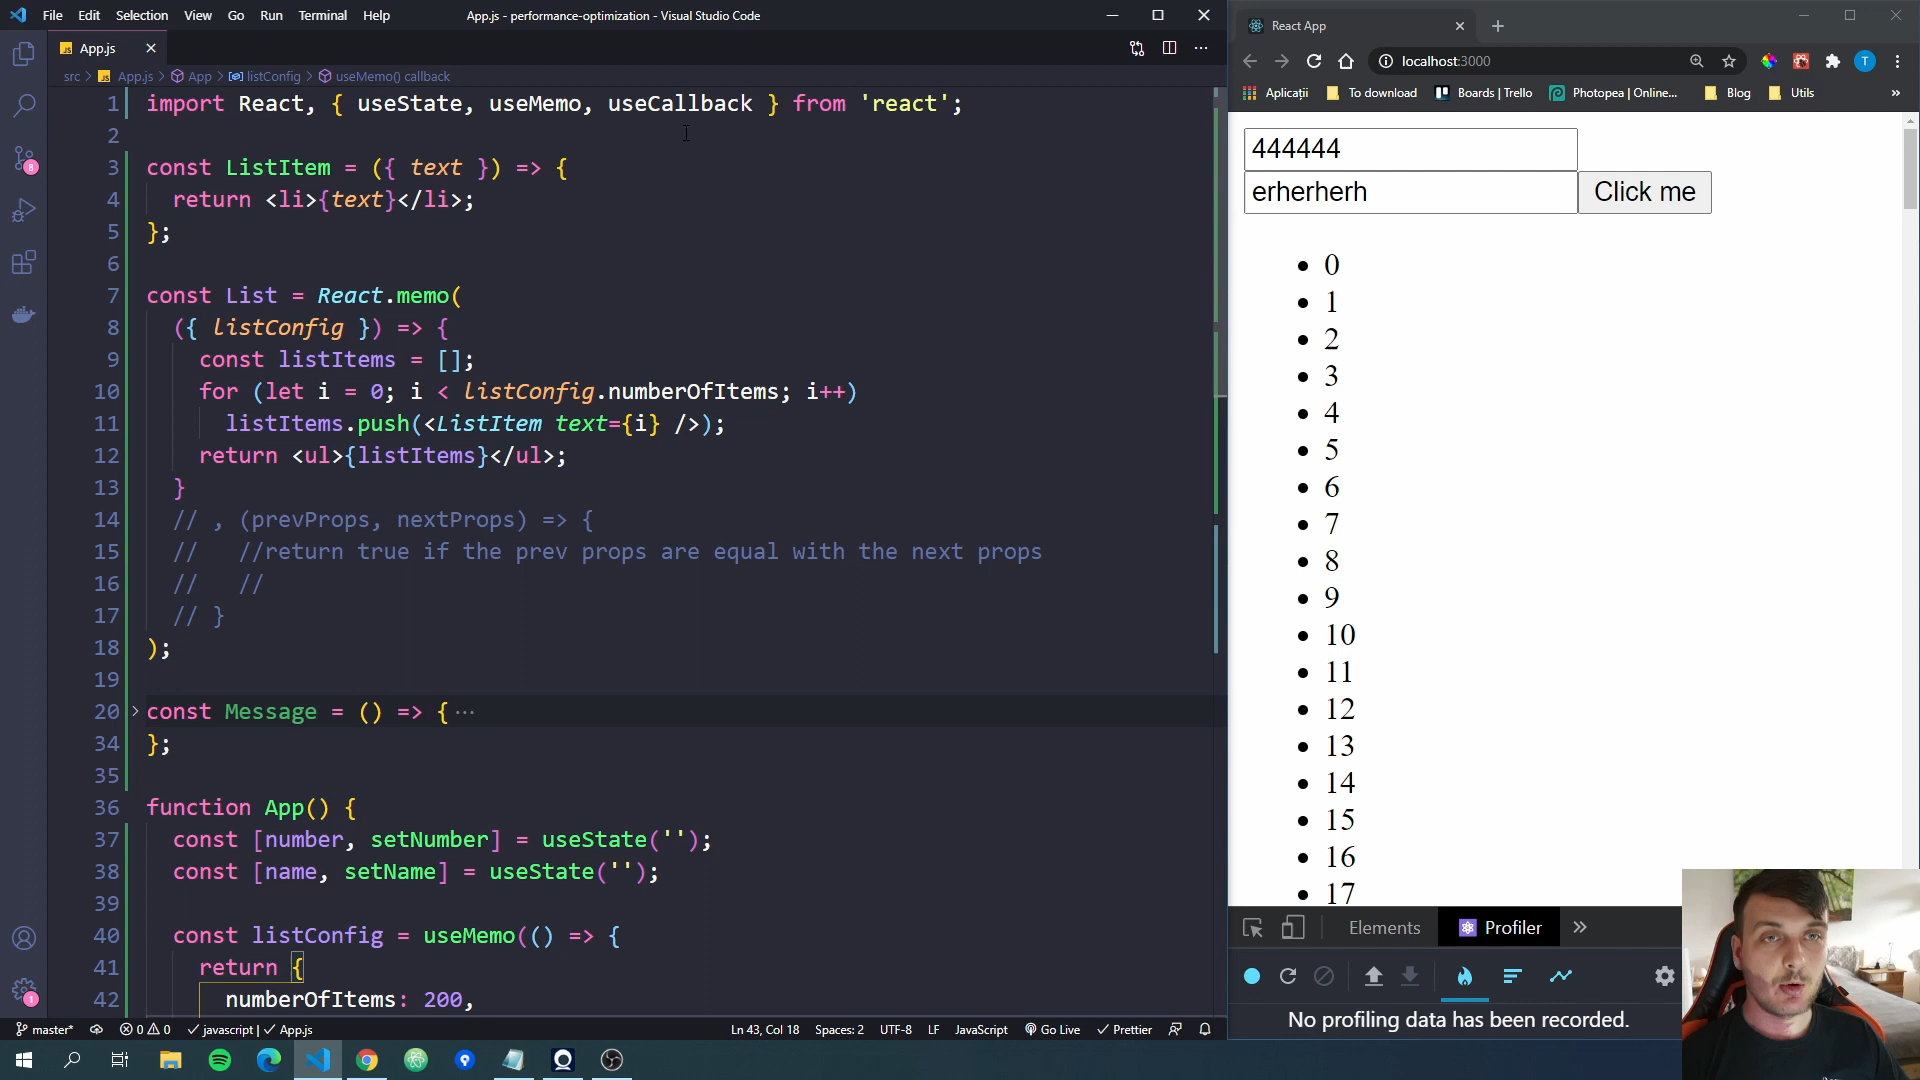 File Edit Selection View Go Run Terminal Help
App.js - performance-optimization - Visual Studio Code
App.js
src > App.js > App > listConfig > useMemo() callback
1 import React, { useState, useMemo, useCallback } from 'react';
2
3 const ListItem = ({ text }) => {
4 return <li>{text}</li>;
5 };
6
7 const List = React.memo(
8 ({ listConfig }) => {
9 const listItems = [];
10 for (let i = 0; i < listConfig.numberOfItems; i++)
11 listItems.push(<ListItem text={i} />);
12 return <ul>{listItems}</ul>;
13 }
14 // , (prevProps, nextProps) => {
15 // //return true if the prev props are equal with the next props
16 // //
17 // }
18 );
19
20 const Message = () => { ···
34 };
35
36 function App() {
37 const [number, setNumber] = useState('');
38 const [name, setName] = useState('');
39
40 const listConfig = useMemo(() => {
41 return {
42 numberOfItems: 200,
8
1
master* 0 0 javascript | App.js Ln 43, Col 18 Spaces: 2 UTF-8 LF JavaScript Go Live Prettier
React App
localhost:3000
T
Aplicații To download Boards | Trello Photopea | Online... Blog Utils »
444444
erherherh Click me
0
1
2
3
4
5
6
7
8
9
10
11
12
13
14
15
16
17
Elements Profiler »
No profiling data has been recorded.